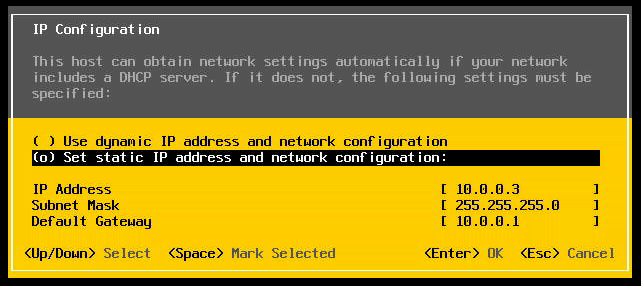 IP Configuration
This host can obtain network settings automatically if your network
includes a DHCP server. If it does not, the following settings must be
specified:
( ) Use dynamic IP address and network configuration
(o) Set static IP address and network configuration:
IP Address [ 10.0.0.3 ]
Subnet Mask [ 255.255.255.0 ]
Default Gateway [ 10.0.0.1 ]
<Up/Down> Select <Space> Mark Selected <Enter> OK <Esc> Cancel